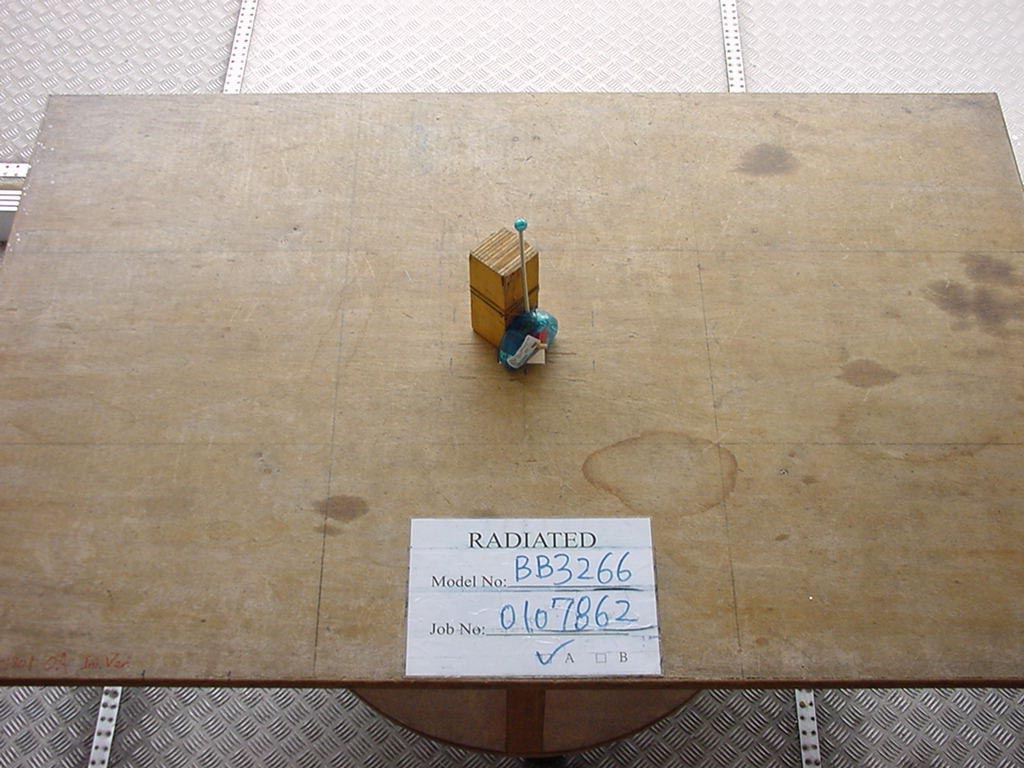 RADIATED
Model No: BB3266
Job No: 0107862
✓ A □ B